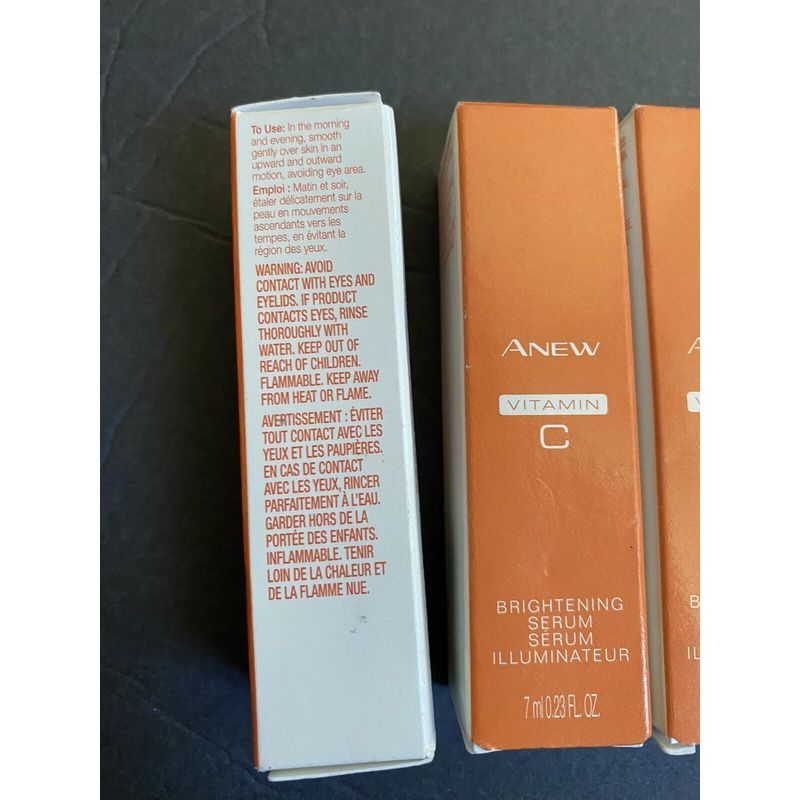 To Use: In the morning
and evening, smooth
gently over skin in an
upward and outward
motion, avoiding eye area.
Emploi : Matin et soir,
étaler délicatement sur la
peau en mouvements
ascendants vers les
tempes, en évitant la
région des yeux.
WARNING: AVOID
CONTACT WITH EYES AND
EYELIDS. IF PRODUCT
CONTACTS EYES, RINSE
THOROUGHLY WITH
WATER. KEEP OUT OF
REACH OF CHILDREN.
FLAMMABLE. KEEP AWAY
FROM HEAT OR FLAME.
AVERTISSEMENT : ÉVITER
TOUT CONTACT AVEC LES
YEUX ET LES PAUPIÈRES.
EN CAS DE CONTACT
AVEC LES YEUX, RINCER
PARFAITEMENT À L'EAU.
GARDER HORS DE LA
PORTÉE DES ENFANTS.
INFLAMMABLE. TENIR
LOIN DE LA CHALEUR ET
DE LA FLAMME NUE.
ANEW
VITAMIN
C
BRIGHTENING
SERUM
SÉRUM
ILLUMINATEUR
7 ml 0.23 FL. OZ.